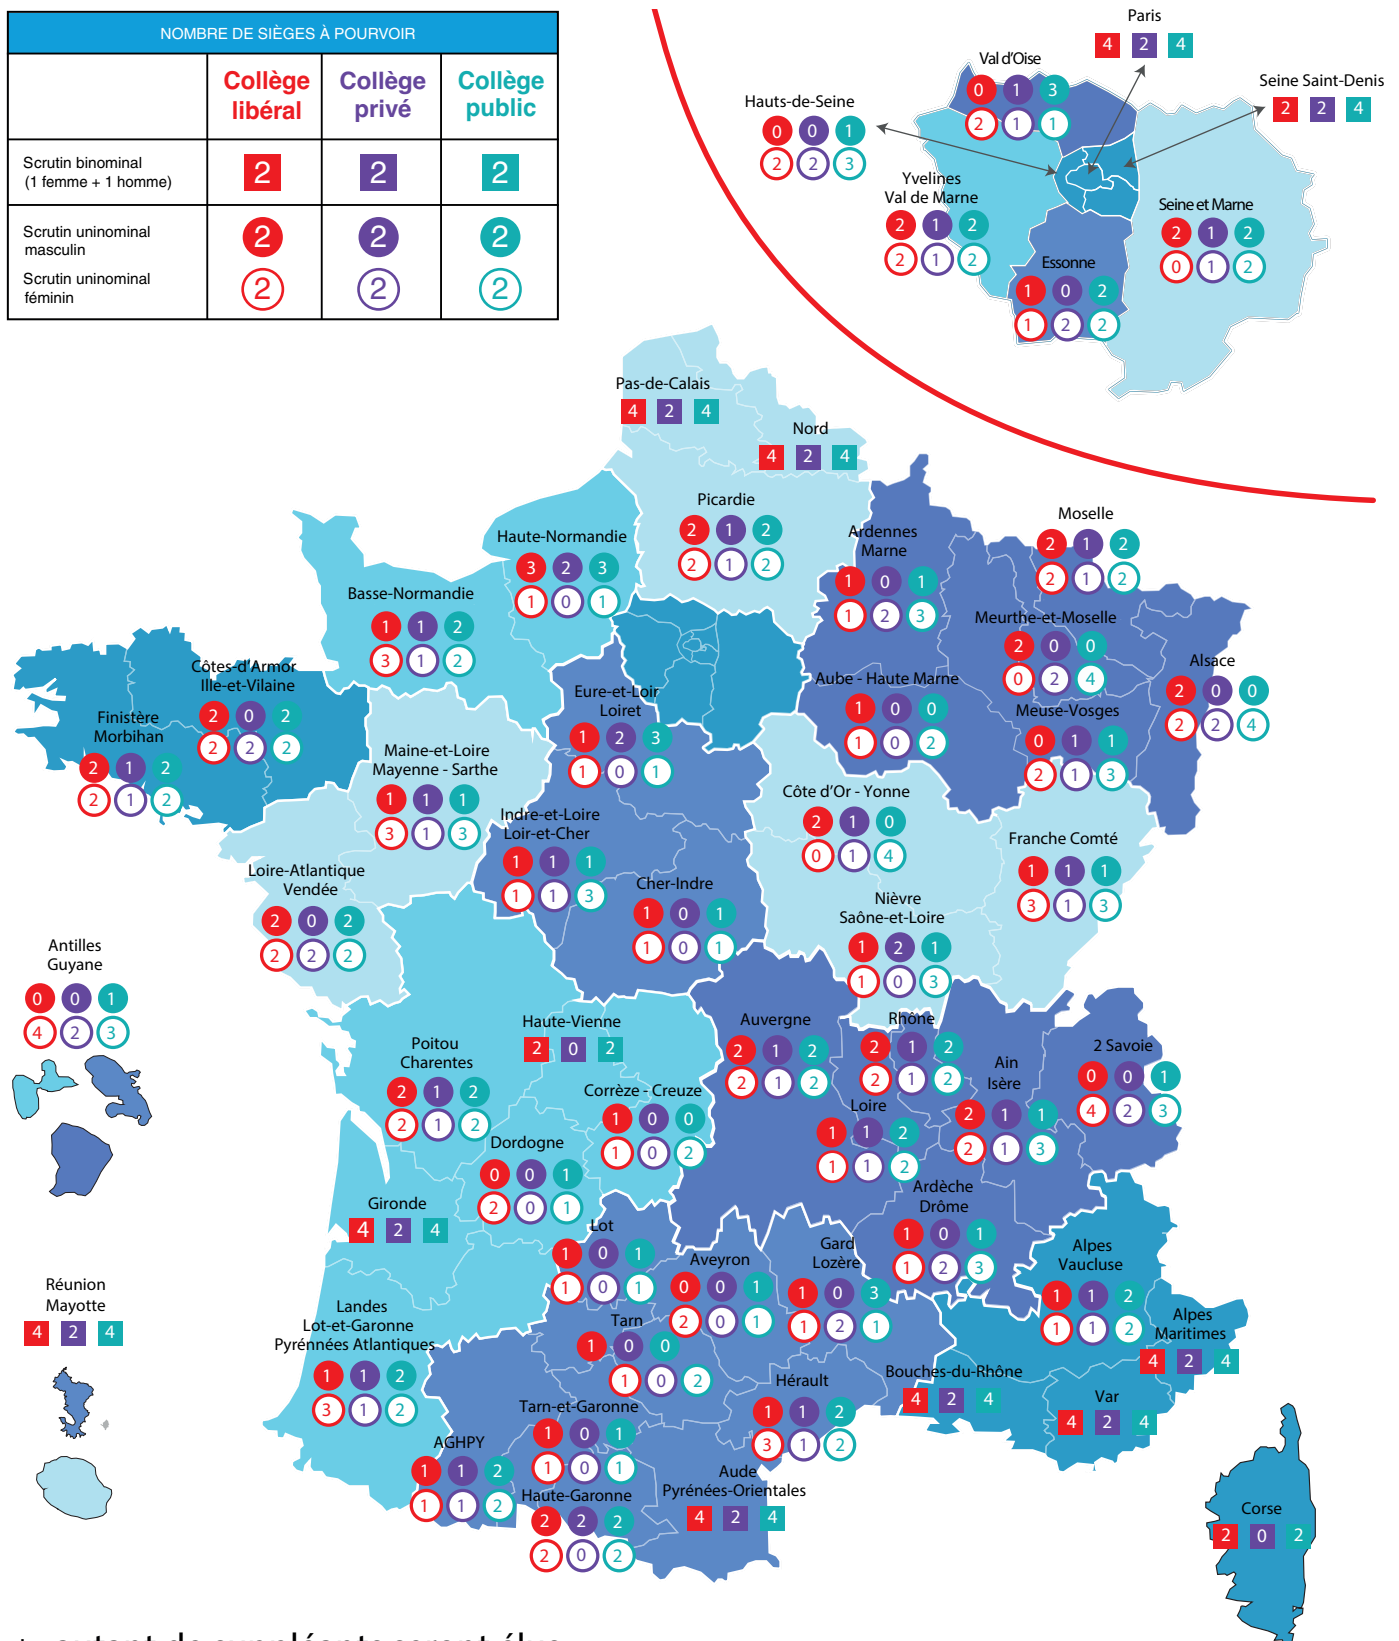 NOMBRE DE SIÈGES À POURVOIR
Collège libéral
Collège privé
Collège public
Scrutin binominal
(1 femme + 1 homme)
2 2 2
Scrutin uninominal
masculin
2 2 2
Scrutin uninominal
féminin
2 2 2
Paris
4 2 4
Val d'Oise
0 1 3
2 1 1
Seine Saint-Denis
2 2 4
Hauts-de-Seine
0 0 1
2 2 3
Yvelines
Val de Marne
2 1 2
2 1 2
Seine et Marne
2 1 2
0 1 2
Essonne
1 0 2
1 2 2
Pas-de-Calais
4 2 4
Nord
4 2 4
Picardie
2 1 2
2 1 2
Haute-Normandie
3 2 3
1 0 1
Basse-Normandie
1 1 2
3 1 2
Ardennes
Marne
1 0 1
1 2 3
Moselle
2 1 2
2 1 2
Meurthe-et-Moselle
2 0 0
0 2 4
Alsace
2 0 0
2 2 4
Aube - Haute Marne
1 0 0
1 0 2
Meuse-Vosges
0 1 1
2 1 3
Côtes-d'Armor
Ille-et-Vilaine
2 0 2
2 2 2
Finistère
Morbihan
2 1 2
2 1 2
Eure-et-Loir
Loiret
1 2 3
1 0 1
Maine-et-Loire
Mayenne - Sarthe
1 1 1
3 1 3
Indre-et-Loire
Loir-et-Cher
1 1 1
1 1 3
Côte d'Or - Yonne
2 1 0
0 1 4
Franche Comté
1 1 1
3 1 3
Loire-Atlantique
Vendée
2 0 2
2 2 2
Cher-Indre
1 0 1
1 0 1
Nièvre
Saône-et-Loire
1 2 1
1 0 3
Antilles
Guyane
0 0 1
4 2 3
Haute-Vienne
2 0 2
Poitou
Charentes
2 1 2
2 1 2
Corrèze - Creuze
1 0 0
1 0 2
Auvergne
2 1 2
2 1 2
Rhône
2 1 2
2 1 2
Loire
1 1 2
1 1 2
Ain
Isère
2 1 1
2 1 3
2 Savoie
0 0 1
4 2 3
Dordogne
0 0 1
2 0 1
Gironde
4 2 4
Ardèche
Drôme
1 0 1
1 2 3
Lot
1 0 1
1 0 1
Aveyron
0 0 1
2 0 1
Gard
Lozère
1 0 3
1 2 1
Alpes
Vaucluse
1 1 2
1 1 2
Réunion
Mayotte
4 2 4
Landes
Lot-et-Garonne
Pyrénnées Atlantiques
1 1 2
3 1 2
Tarn
1 0 0
1 0 2
Alpes
Maritimes
4 2 4
Bouches-du-Rhône
4 2 4
Var
4 2 4
Hérault
1 1 2
3 1 2
Tarn-et-Garonne
1 0 1
1 0 1
AGHPY
1 1 2
1 1 2
Haute-Garonne
2 2 2
2 0 2
Aude
Pyrénées-Orientales
4 2 4
Corse
2 0 2